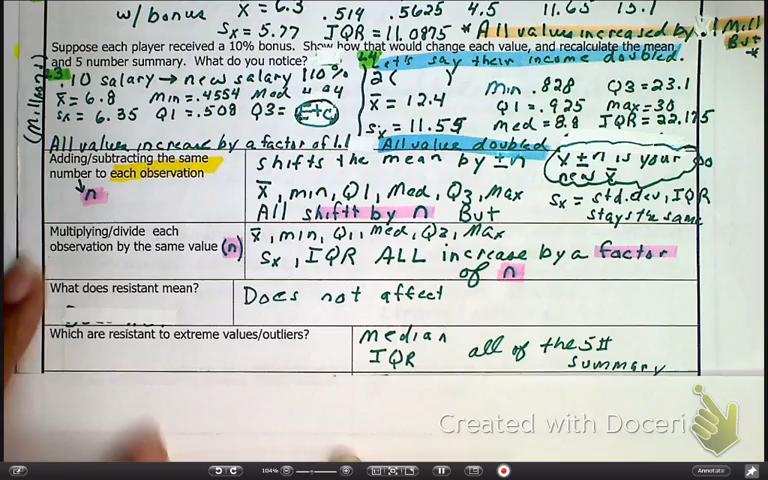 x̄ = 6.3 .514 .5625 4.5 11.65 15.1
w/ bonus
Sx = 5.77 IQR = 11.0875 * All values increased by .1 Mill
But
Suppose each player received a 10% bonus. Show how that would change each value, and recalculate the mean
and 5 number summary. What do you notice?
Let's say their income doubled.
.10 salary → new salary 110%
x̄ = 6.8 min = .4554 Med = 4.84
Sx = 6.35 Q1 = .508 Q3 = Etc
(Million)
All values increase by a factor of 1.1
2( )
x̄ = 12.4
Sx = 11.55
min .828 Q3 = 23.1
Q1 = .925 max = 30
med = 8.8 IQR = 22.175
All value doubled
Adding/subtracting the same
number to each observation
n
shifts the mean by ±n
x̄ ± n is your
new x̄
x̄, min, Q1, Med, Q3, Max
All shift by n But
Sx = std.dev, IQR
stays the same
Multiplying/divide each
observation by the same value (n)
x̄, min, Q1, Med, Q3, Max
Sx, IQR ALL increase by a factor
of n
What does resistant mean?
Does not affect
Which are resistant to extreme values/outliers?
Median
IQR
all of the 5#
summary
Created with Doceri
104%
Annotate